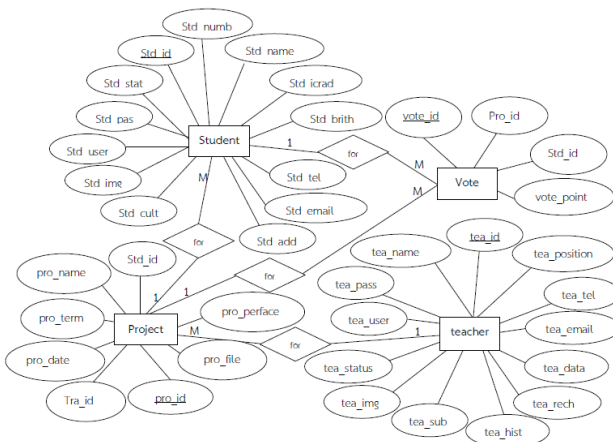 Std_numb
Std_id
Std_name
Std_stat
Std_icrad
Std_pas
Std_brith
vote_id
Pro_id
Student
1
for
Std_user
Std_id
M
Vote
M
Std_img
Std_tel
M
vote_point
Std_cult
Std_email
tea_id
for
Std_add
tea_name
tea_position
Std_id
pro_name
for
tea_pass
tea_tel
1
1
pro_perface
pro_term
tea_user
tea_email
Project
M
1
teacher
for
pro_date
pro_file
tea_status
tea_data
Tra_id
pro_id
tea_img
tea_rech
tea_sub
tea_hist